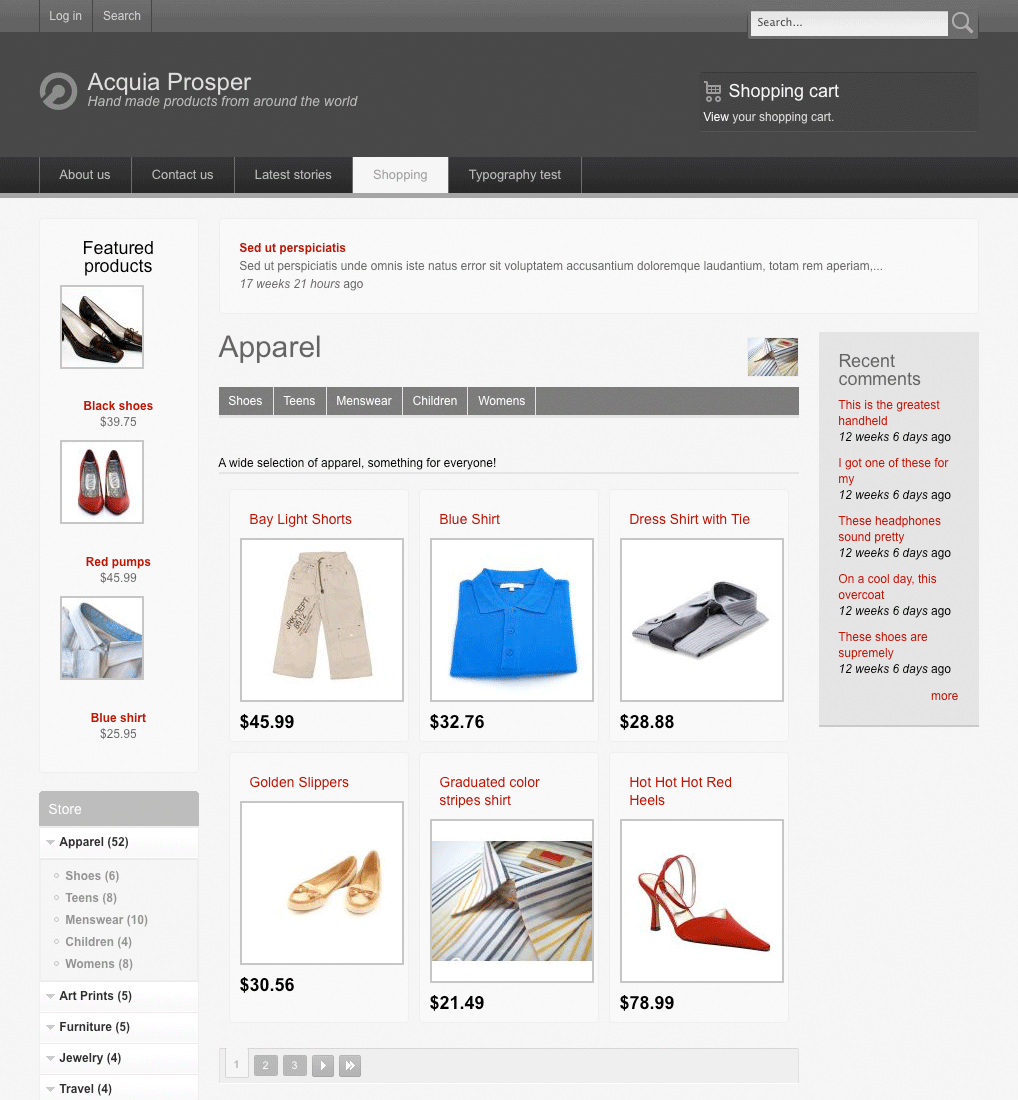 Log in
Search
Search...
Acquia Prosper
Hand made products from around the world
Shopping cart
View your shopping cart.
About us
Contact us
Latest stories
Shopping
Typography test
Featured
products
Black shoes
$39.75
Red pumps
$45.99
Blue shirt
$25.95
Store
Apparel (52)
Shoes (6)
Teens (8)
Menswear (10)
Children (4)
Womens (8)
Art Prints (5)
Furniture (5)
Jewelry (4)
Travel (4)
Sed ut perspiciatis
Sed ut perspiciatis unde omnis iste natus error sit voluptatem accusantium doloremque laudantium, totam rem aperiam,...
17 weeks 21 hours ago
Apparel
Shoes
Teens
Menswear
Children
Womens
A wide selection of apparel, something for everyone!
Bay Light Shorts
JRK-DEPT.
8612
$45.99
Blue Shirt
$32.76
Dress Shirt with Tie
$28.88
Golden Slippers
$30.56
Graduated color
stripes shirt
$21.49
Hot Hot Hot Red
Heels
$78.99
1
2
3
Recent
comments
This is the greatest
handheld
12 weeks 6 days ago
I got one of these for
my
12 weeks 6 days ago
These headphones
sound pretty
12 weeks 6 days ago
On a cool day, this
overcoat
12 weeks 6 days ago
These shoes are
supremely
12 weeks 6 days ago
more